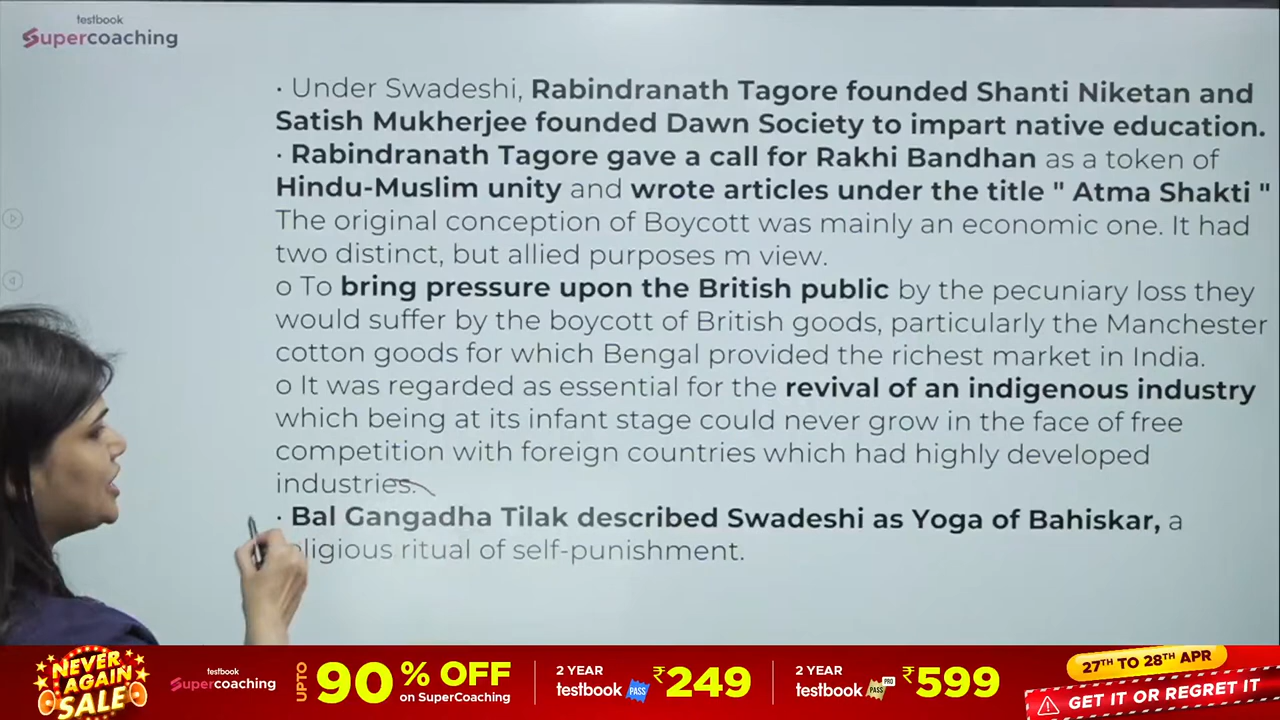 testbook
Supercoaching
· Under Swadeshi, Rabindranath Tagore founded Shanti Niketan and
Satish Mukherjee founded Dawn Society to impart native education.
· Rabindranath Tagore gave a call for Rakhi Bandhan as a token of
Hindu-Muslim unity and wrote articles under the title " Atma Shakti "
The original conception of Boycott was mainly an economic one. It had
two distinct, but allied purposes m view.
o To bring pressure upon the British public by the pecuniary loss they
would suffer by the boycott of British goods, particularly the Manchester
cotton goods for which Bengal provided the richest market in India.
o It was regarded as essential for the revival of an indigenous industry
which being at its infant stage could never grow in the face of free
competition with foreign countries which had highly developed
industries.
· Bal Gangadha Tilak described Swadeshi as Yoga of Bahiskar, a
ligious ritual of self-punishment.
NEVER
AGAIN
SALE
testbook
Supercoaching
UPTO
90% OFF
on SuperCoaching
2 YEAR
testbook PASS
₹249
2 YEAR
testbook PASS PRO
₹599
27TH TO 28TH APR
GET IT OR REGRET IT